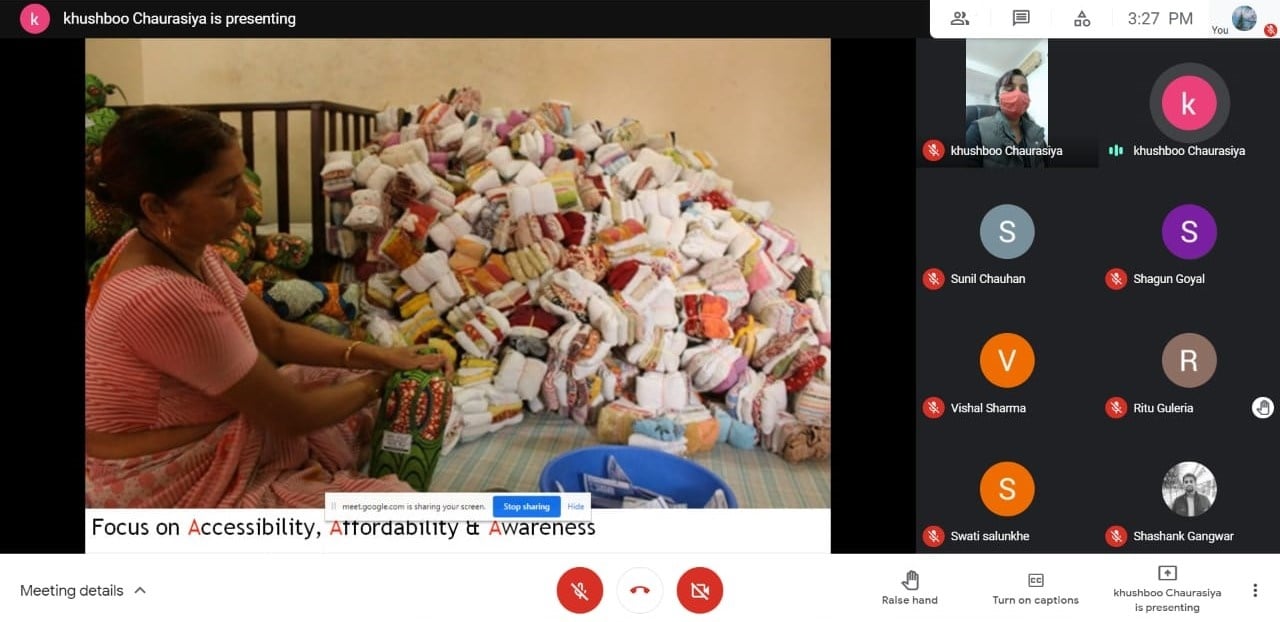 k
khushboo Chaurasiya is presenting
3:27 PM
You
khushboo Chaurasiya
k
khushboo Chaurasiya
S
Sunil Chauhan
S
Shagun Goyal
V
Vishal Sharma
R
Ritu Guleria
S
Swati salunkhe
Shashank Gangwar
meet.google.com is sharing your screen.
Stop sharing
Hide
Focus on Accessibility, Affordability & Awareness
Meeting details
Raise hand
CC
Turn on captions
khushboo Chaurasiya
is presenting